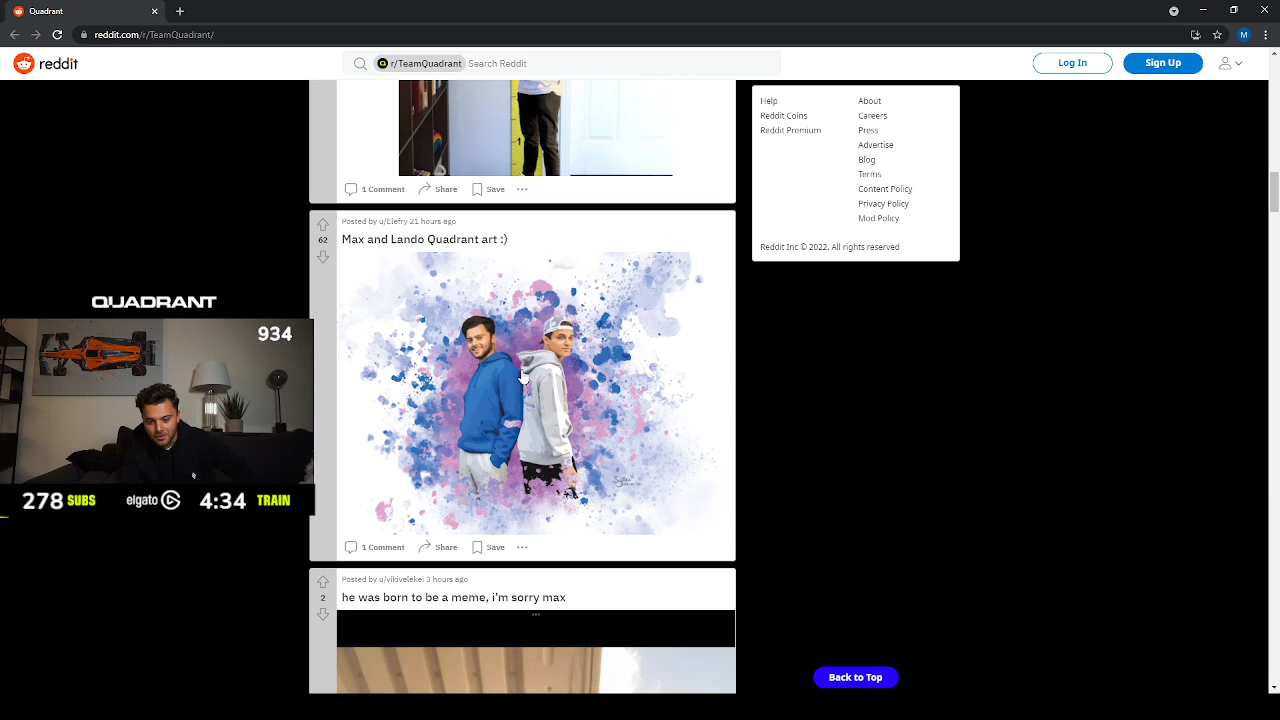 Quadrant
reddit.com/r/TeamQuadrant/
M
reddit
r/TeamQuadrant
Search Reddit
Log In
Sign Up
1
1 Comment
Share
Save
Help
About
Reddit Coins
Careers
Reddit Premium
Press
Advertise
Blog
Terms
Content Policy
Privacy Policy
Mod Policy
Reddit Inc © 2022. All rights reserved
Posted by u/Elefry 21 hours ago
62
Max and Lando Quadrant art :)
QUADRANT
934
278 SUBS
elgato
4:34 TRAIN
1 Comment
Share
Save
Posted by u/vikivelekei 3 hours ago
2
he was born to be a meme, i'm sorry max
Back to Top